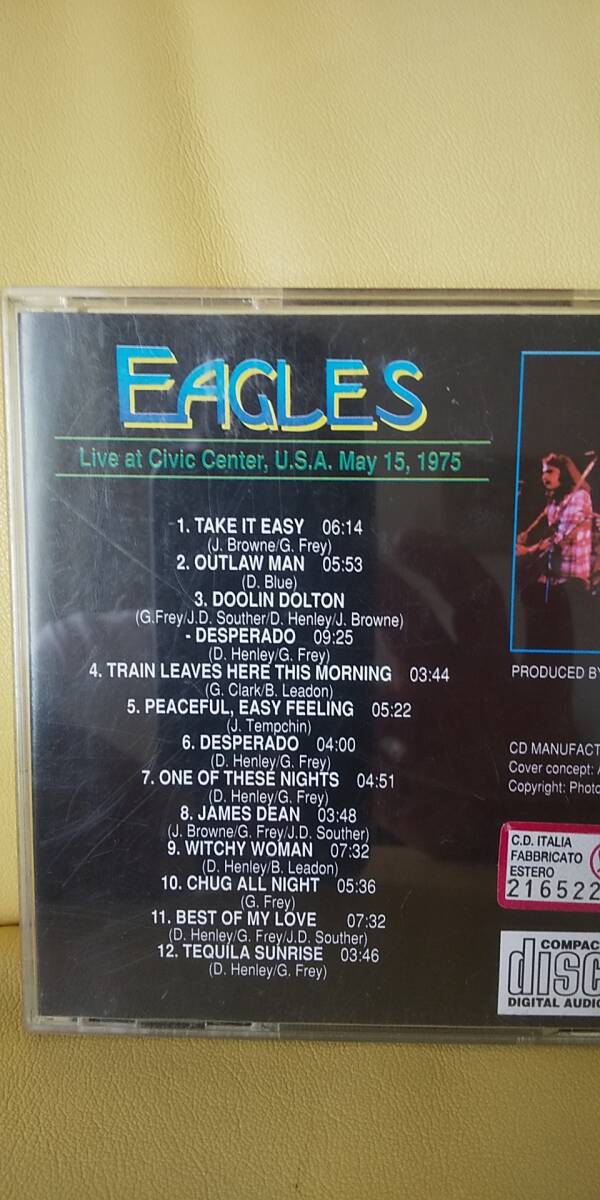 EAGLES
Live at Civic Center, U.S.A. May 15, 1975
1. TAKE IT EASY 06:14
(J. Browne/G. Frey)
2. OUTLAW MAN 05:53
(D. Blue)
3. DOOLIN DOLTON
(G.Frey/J.D. Souther/D. Henley/J. Browne)
- DESPERADO 09:25
(D. Henley/G. Frey)
4. TRAIN LEAVES HERE THIS MORNING 03:44
(G. Clark/B. Leadon)
5. PEACEFUL, EASY FEELING 05:22
(J. Tempchin)
6. DESPERADO 04:00
(D. Henley/G. Frey)
7. ONE OF THESE NIGHTS 04:51
(D. Henley/G. Frey)
8. JAMES DEAN 03:48
(J. Browne/G. Frey/J.D. Souther)
9. WITCHY WOMAN 07:32
(D. Henley/B. Leadon)
10. CHUG ALL NIGHT 05:36
(G. Frey)
11. BEST OF MY LOVE 07:32
(D. Henley/G. Frey/J.D. Souther)
12. TEQUILA SUNRISE 03:46
(D. Henley/G. Frey)
PRODUCED BY
CD MANUFACT
Cover concept: A
Copyright: Photo
C.D. ITALIA
FABBRICATO
ESTERO
216522
COMPAC
disc
DIGITAL AUDIO